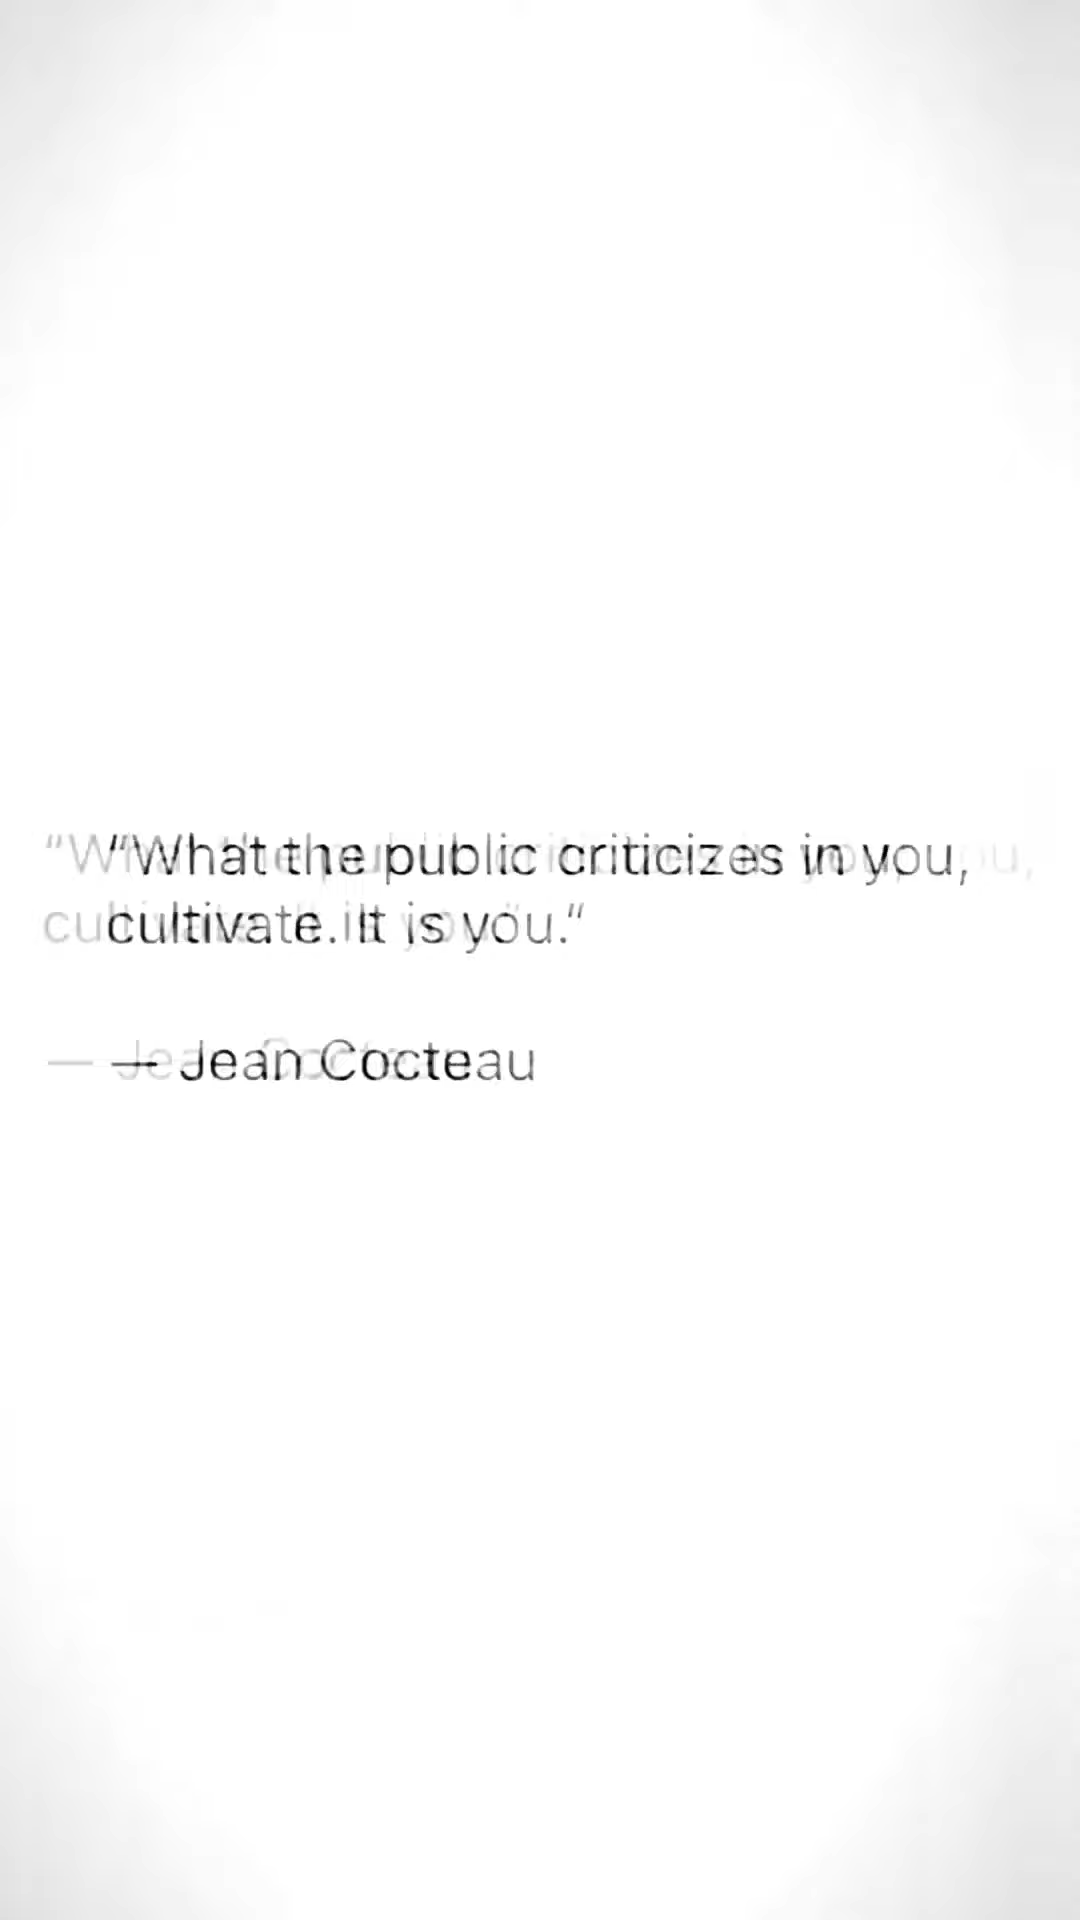 “What the public criticizes in you,
cultivate. It is you.”
— Jean Cocteau